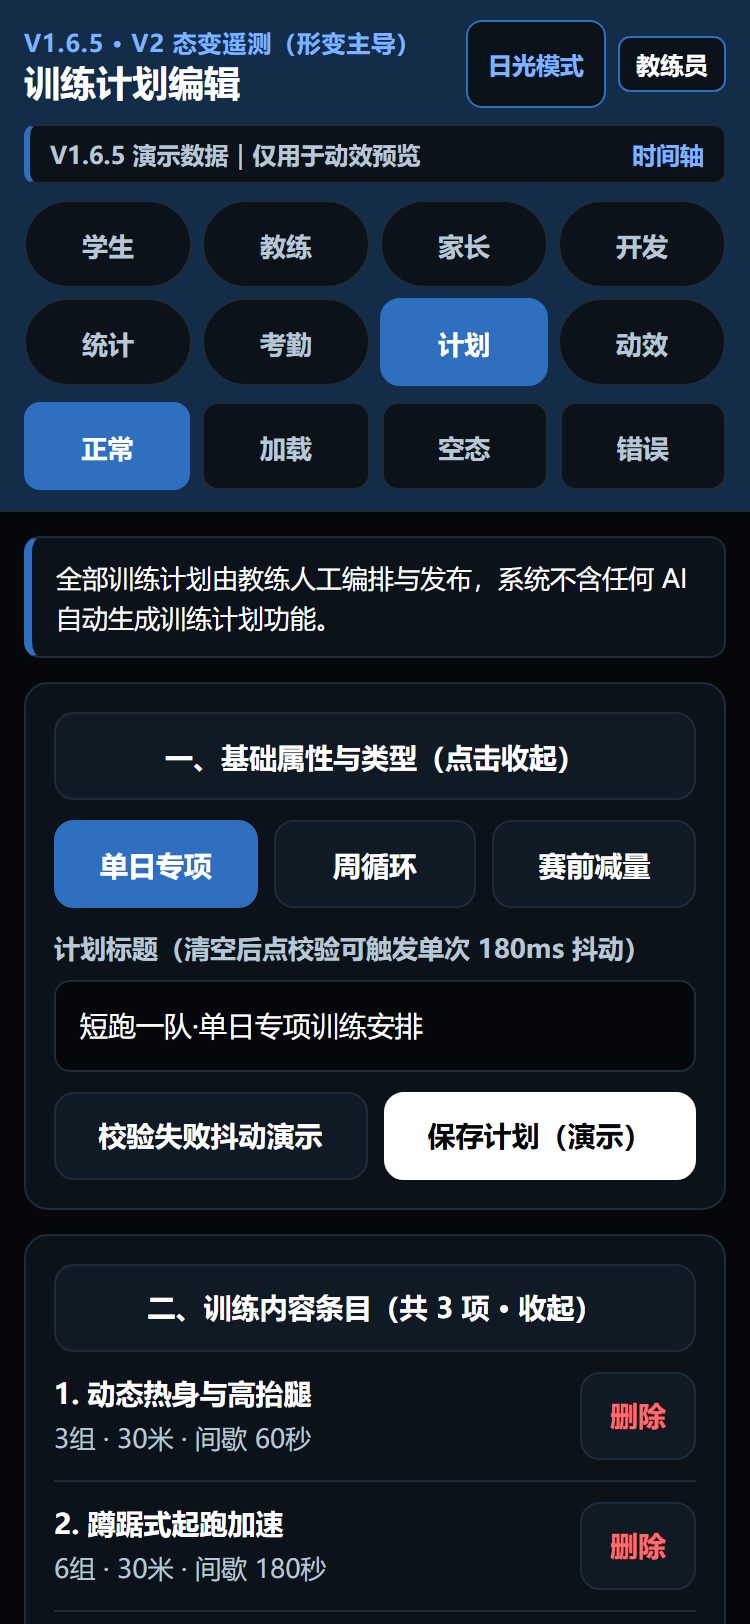 V1.6.5 • V2 态变遥测（形变主导）
训练计划编辑
日光模式
教练员
V1.6.5 演示数据｜仅用于动效预览
时间轴
学生
教练
家长
开发
统计
考勤
计划
动效
正常
加载
空态
错误
全部训练计划由教练人工编排与发布，系统不含任何 AI
自动生成训练计划功能。
一、基础属性与类型（点击收起）
单日专项
周循环
赛前减量
计划标题（清空后点校验可触发单次 180ms 抖动）
短跑一队·单日专项训练安排
校验失败抖动演示
保存计划（演示）
二、训练内容条目（共 3 项 • 收起）
1. 动态热身与高抬腿
3组 · 30米 · 间歇 60秒
删除
2. 蹲踞式起跑加速
6组 · 30米 · 间歇 180秒
删除